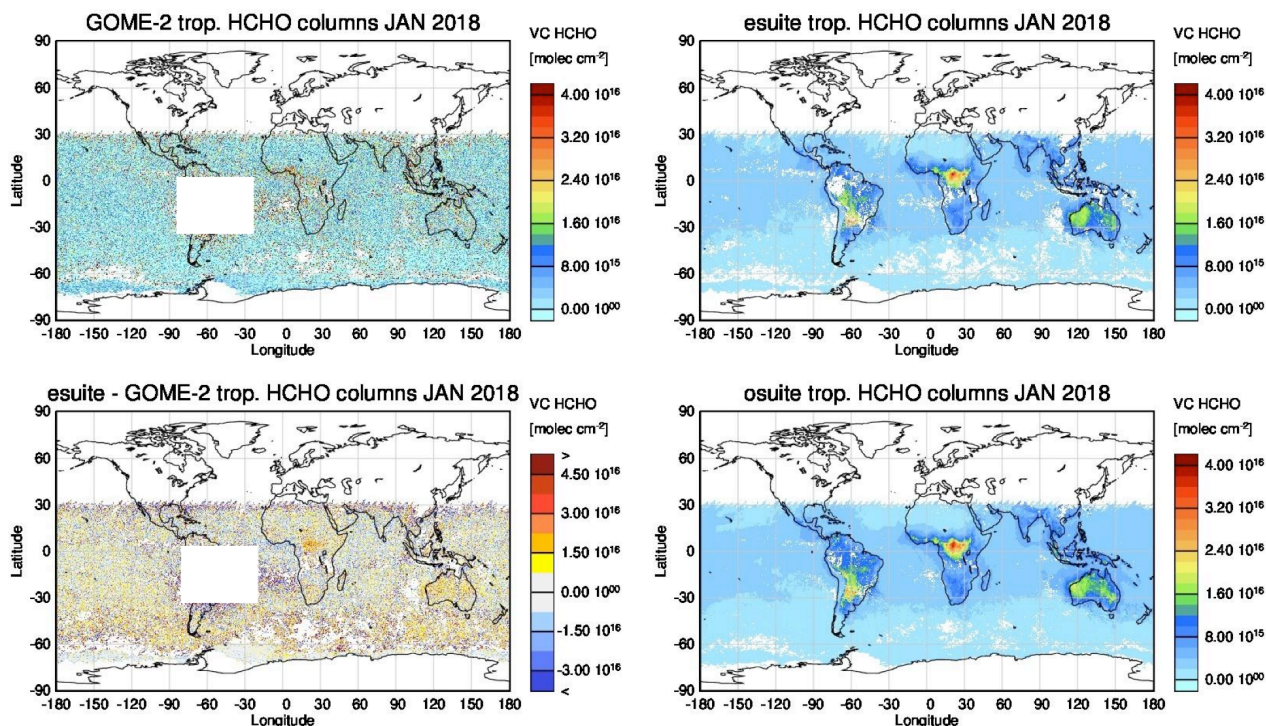 GOME-2 trop. HCHO columns JAN 2018
VC HCHO
[molec cm⁻²]
90
60
30
0
-30
-60
-90
Latitude
-180 -150 -120 -90 -60 -30 0 30 60 90 120 150 180
Longitude
4.00 10¹⁶
3.20 10¹⁶
2.40 10¹⁶
1.60 10¹⁶
8.00 10¹⁵
0.00 10⁰⁰
esuite trop. HCHO columns JAN 2018
VC HCHO
[molec cm⁻²]
90
60
30
0
-30
-60
-90
Latitude
-180 -150 -120 -90 -60 -30 0 30 60 90 120 150 180
Longitude
4.00 10¹⁶
3.20 10¹⁶
2.40 10¹⁶
1.60 10¹⁶
8.00 10¹⁵
0.00 10⁰⁰
esuite - GOME-2 trop. HCHO columns JAN 2018
VC HCHO
[molec cm⁻²]
90
60
30
0
-30
-60
-90
Latitude
-180 -150 -120 -90 -60 -30 0 30 60 90 120 150 180
Longitude
>
4.50 10¹⁶
3.00 10¹⁶
1.50 10¹⁶
0.00 10⁰⁰
-1.50 10¹⁶
-3.00 10¹⁶
<
osuite trop. HCHO columns JAN 2018
VC HCHO
[molec cm⁻²]
90
60
30
0
-30
-60
-90
Latitude
-180 -150 -120 -90 -60 -30 0 30 60 90 120 150 180
Longitude
4.00 10¹⁶
3.20 10¹⁶
2.40 10¹⁶
1.60 10¹⁶
8.00 10¹⁵
0.00 10⁰⁰